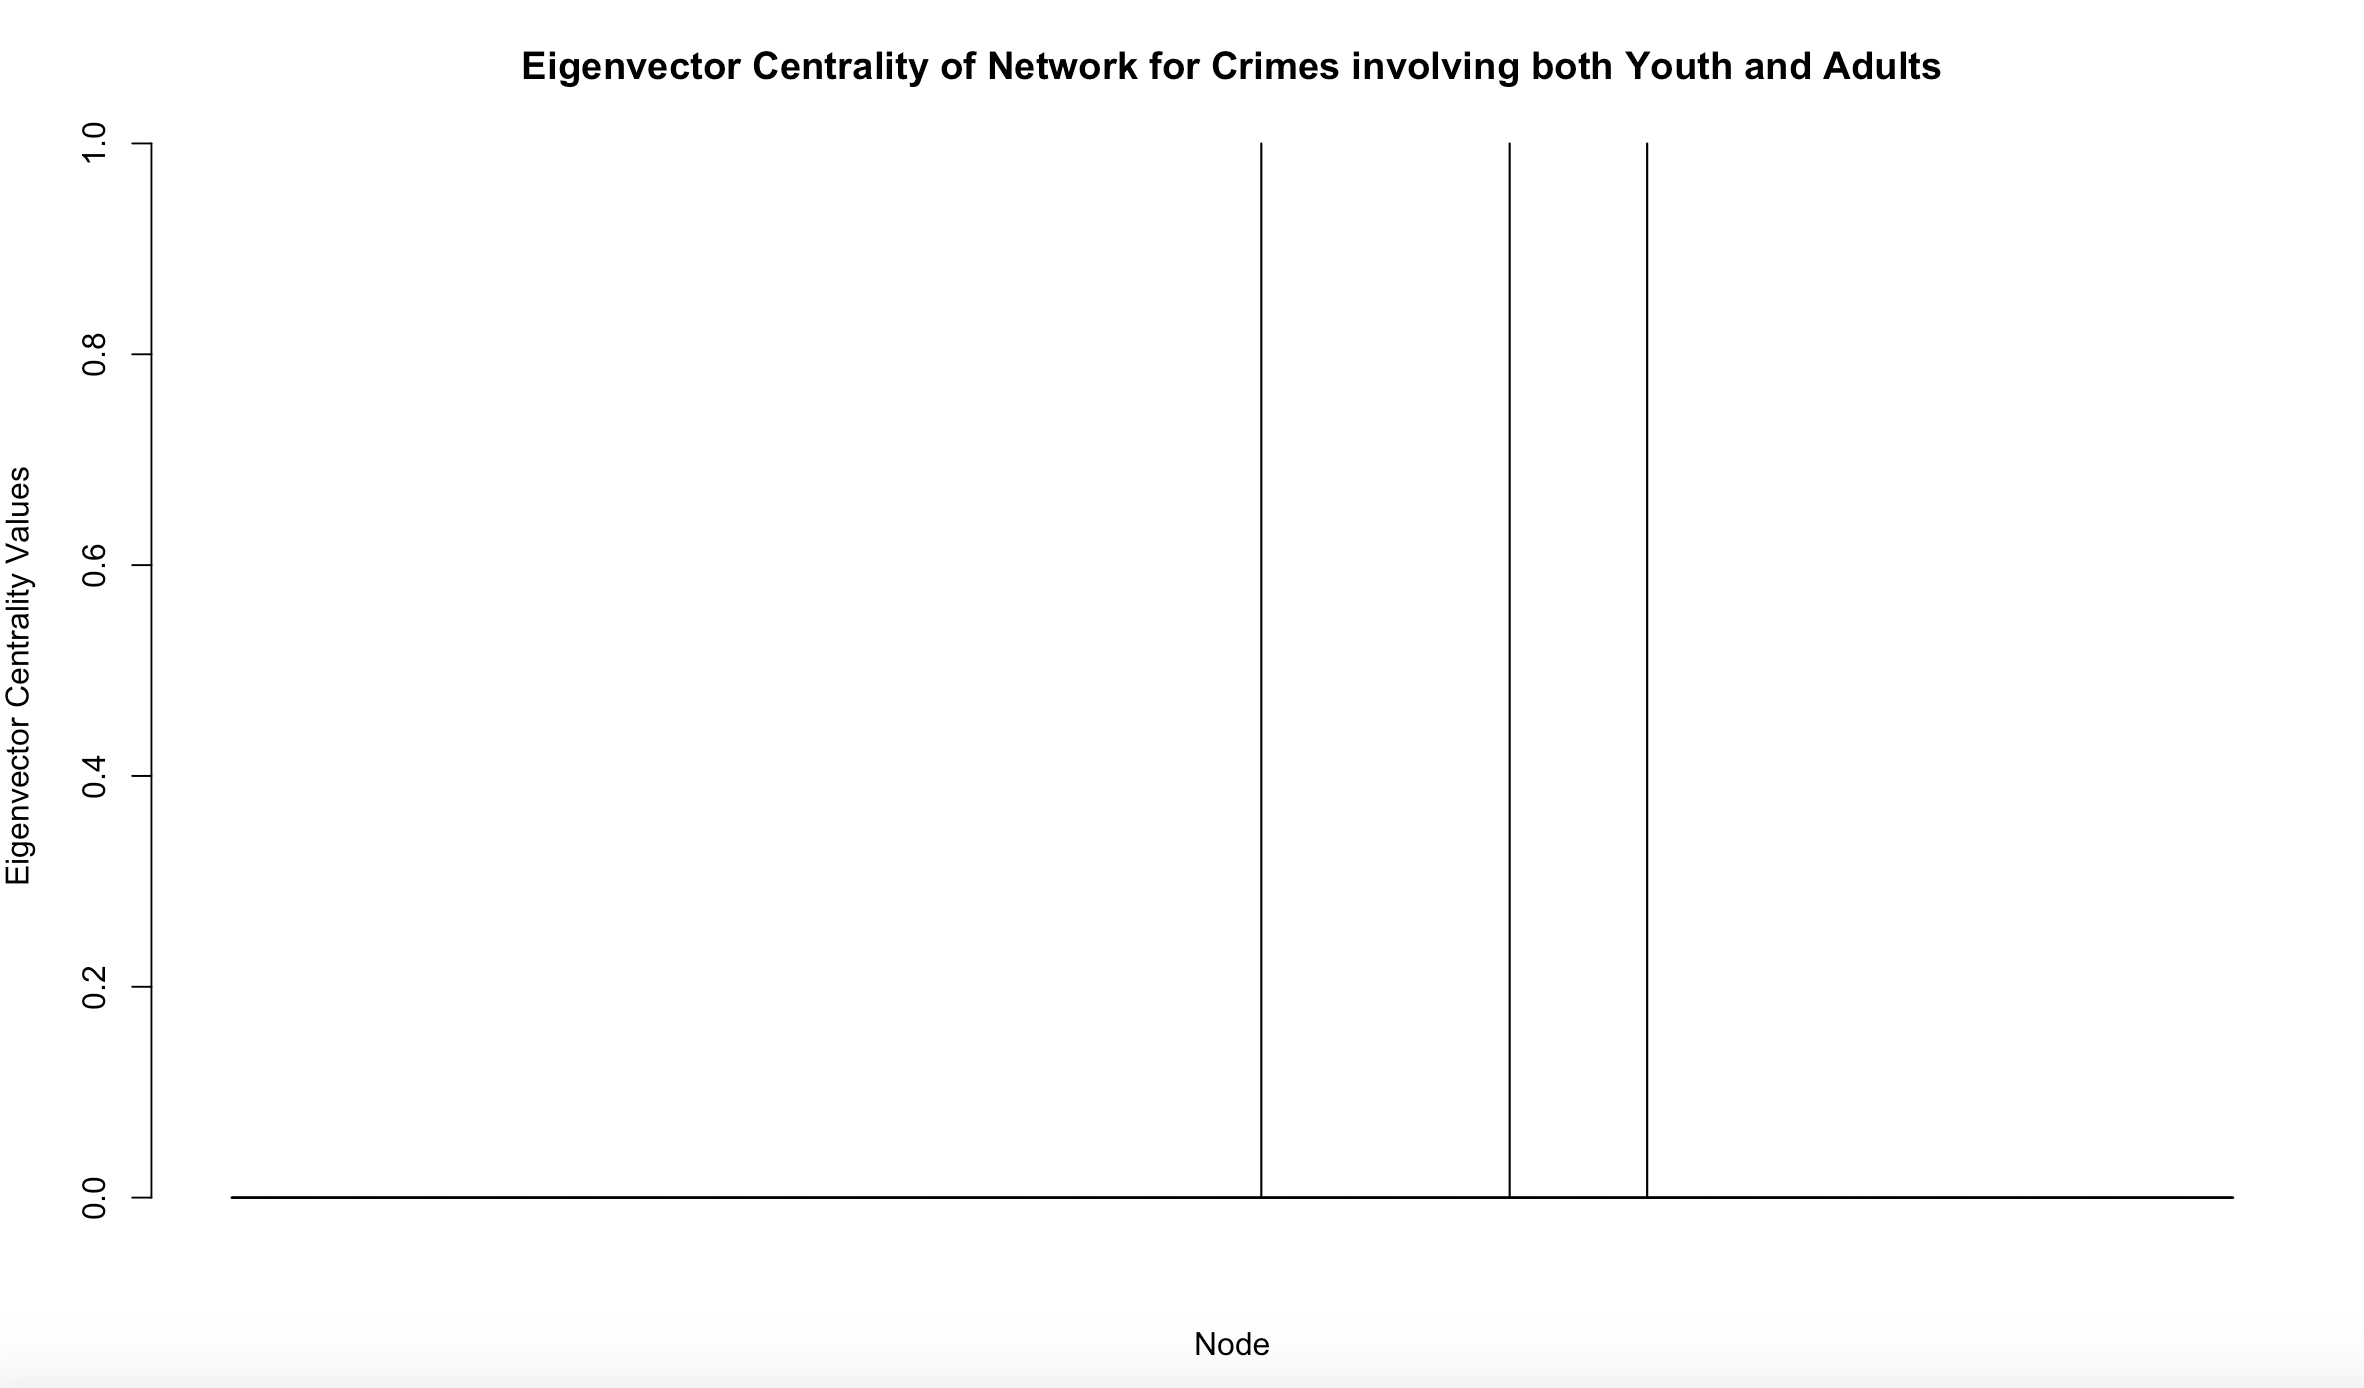 Eigenvector Centrality of Network for Crimes involving both Youth and Adults
Eigenvector Centrality Values
1.0
0.8
0.6
0.4
0.2
0.0
Node